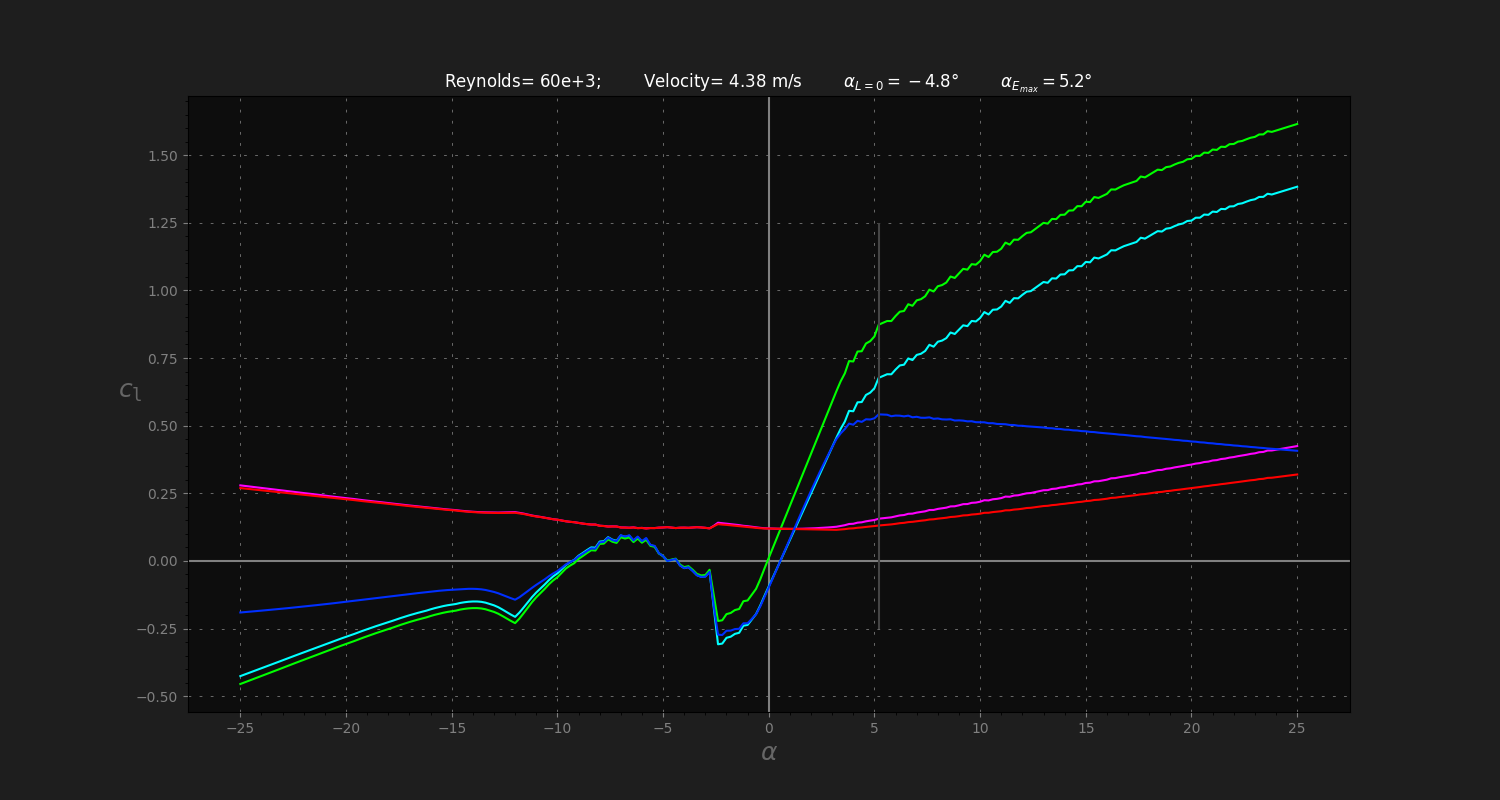 Reynolds= 60e+3; Velocity= 4.38 m/s α_{L=0} = −4.8° α_{E_{max}} = 5.2°
1.50
1.25
1.00
0.75
0.50
0.25
0.00
−0.25
−0.50
c_l
−25 −20 −15 −10 −5 0 5 10 15 20 25
α